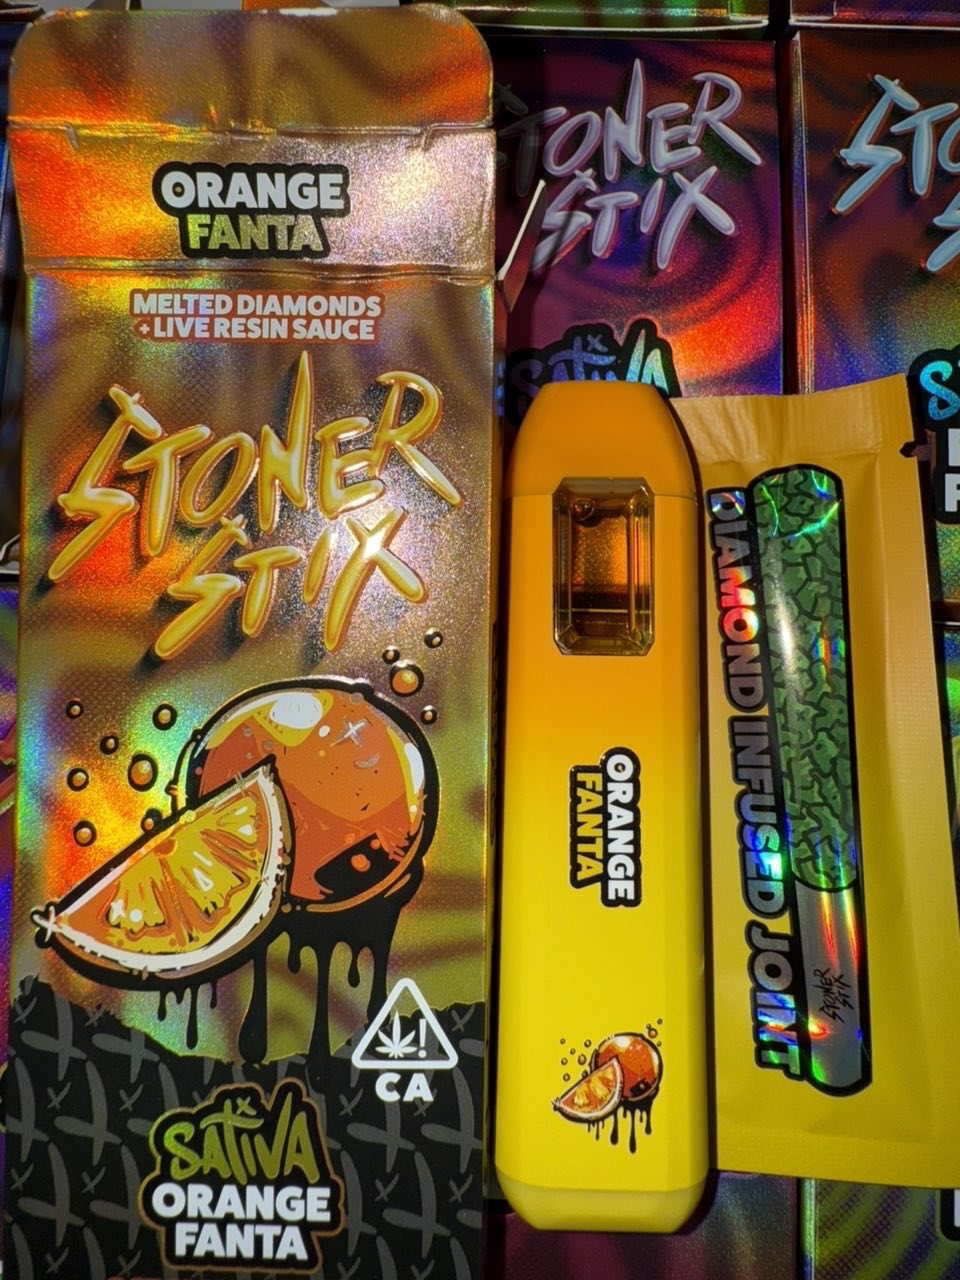 ORANGE
FANTA
MELTED DIAMONDS
+ LIVE RESIN SAUCE
STONER
STIX
CA
SATIVA
ORANGE
FANTA
STONER
STIX
SATIVA
ORANGE
FANTA
DIAMOND INFUSED JOINT
STONER
STIX